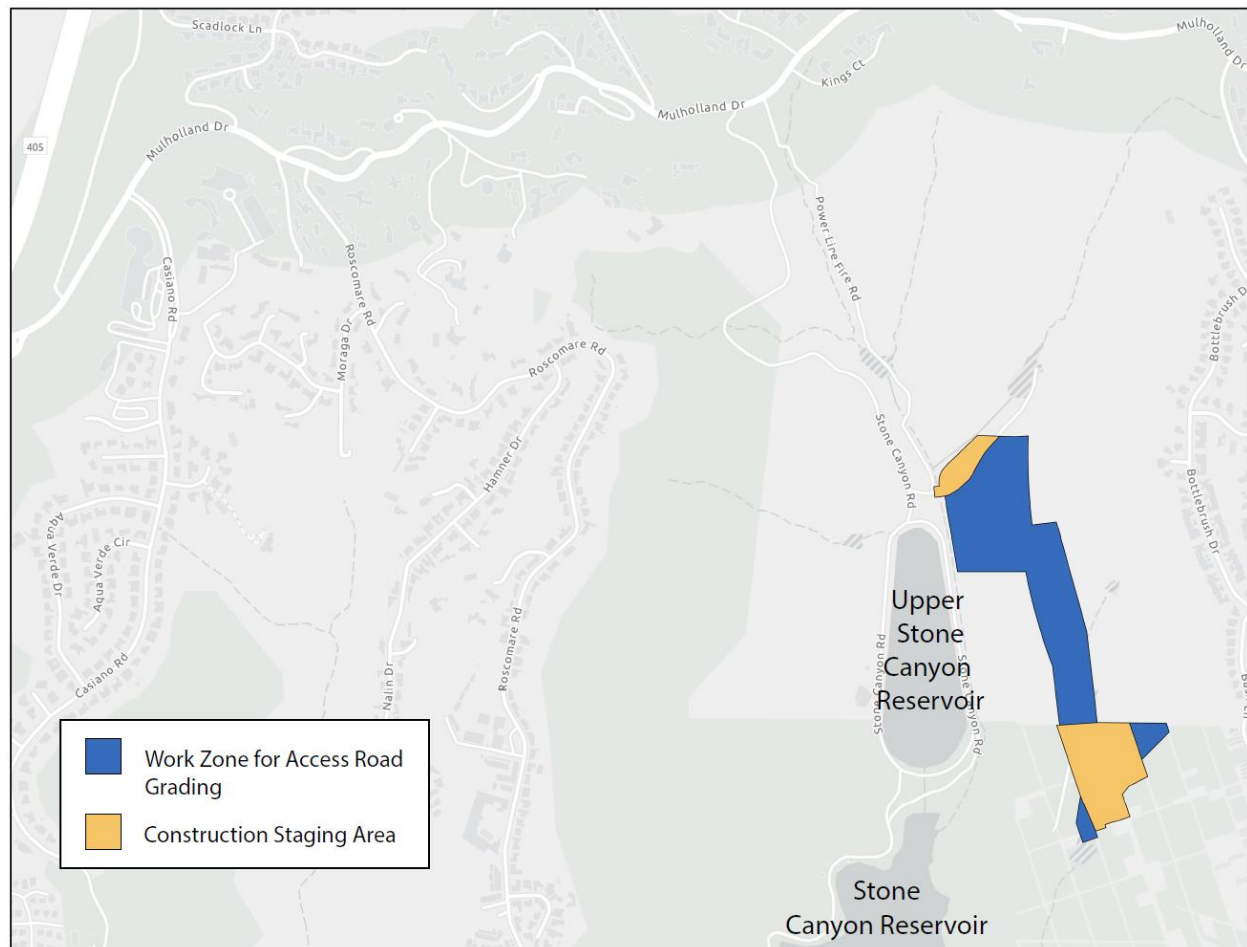 Scadlock Ln
Mulholland Dr
405
Mulholland Dr
Kings Ct
Mulholland Dr
Casiano Rd
Roscomare Rd
Power Line Fire Rd
Moraga Dr
Roscomare Rd
Bottlebrush D
Stone Canyon Rd
Hamner Dr
Bottlebrush Dr
Aqua Verde Dr
Aqua Verde Cir
Upper
Stone
Canyon
Reservoir
Stone Canyon Rd
Stone Canyon Rd
Roscomare Rd
Nalin Dr
Casiano Rd
Work Zone for Access Road
Grading
Construction Staging Area
Stone
Canyon Reservoir